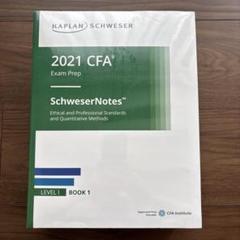 KAPLAN SCHWESER
2021 CFA®
Exam Prep
SchweserNotes™
Ethical and Professional Standards
and Quantitative Methods
LEVEL I BOOK 1
CFA Institute